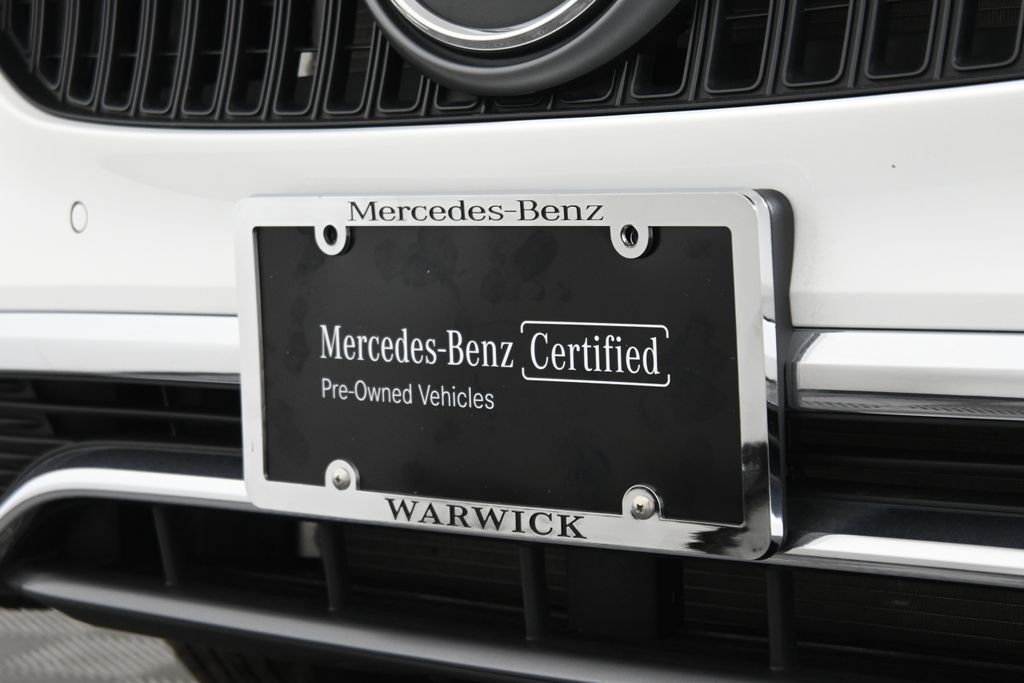 Mercedes-Benz
Mercedes-Benz Certified
Pre-Owned Vehicles
WARWICK